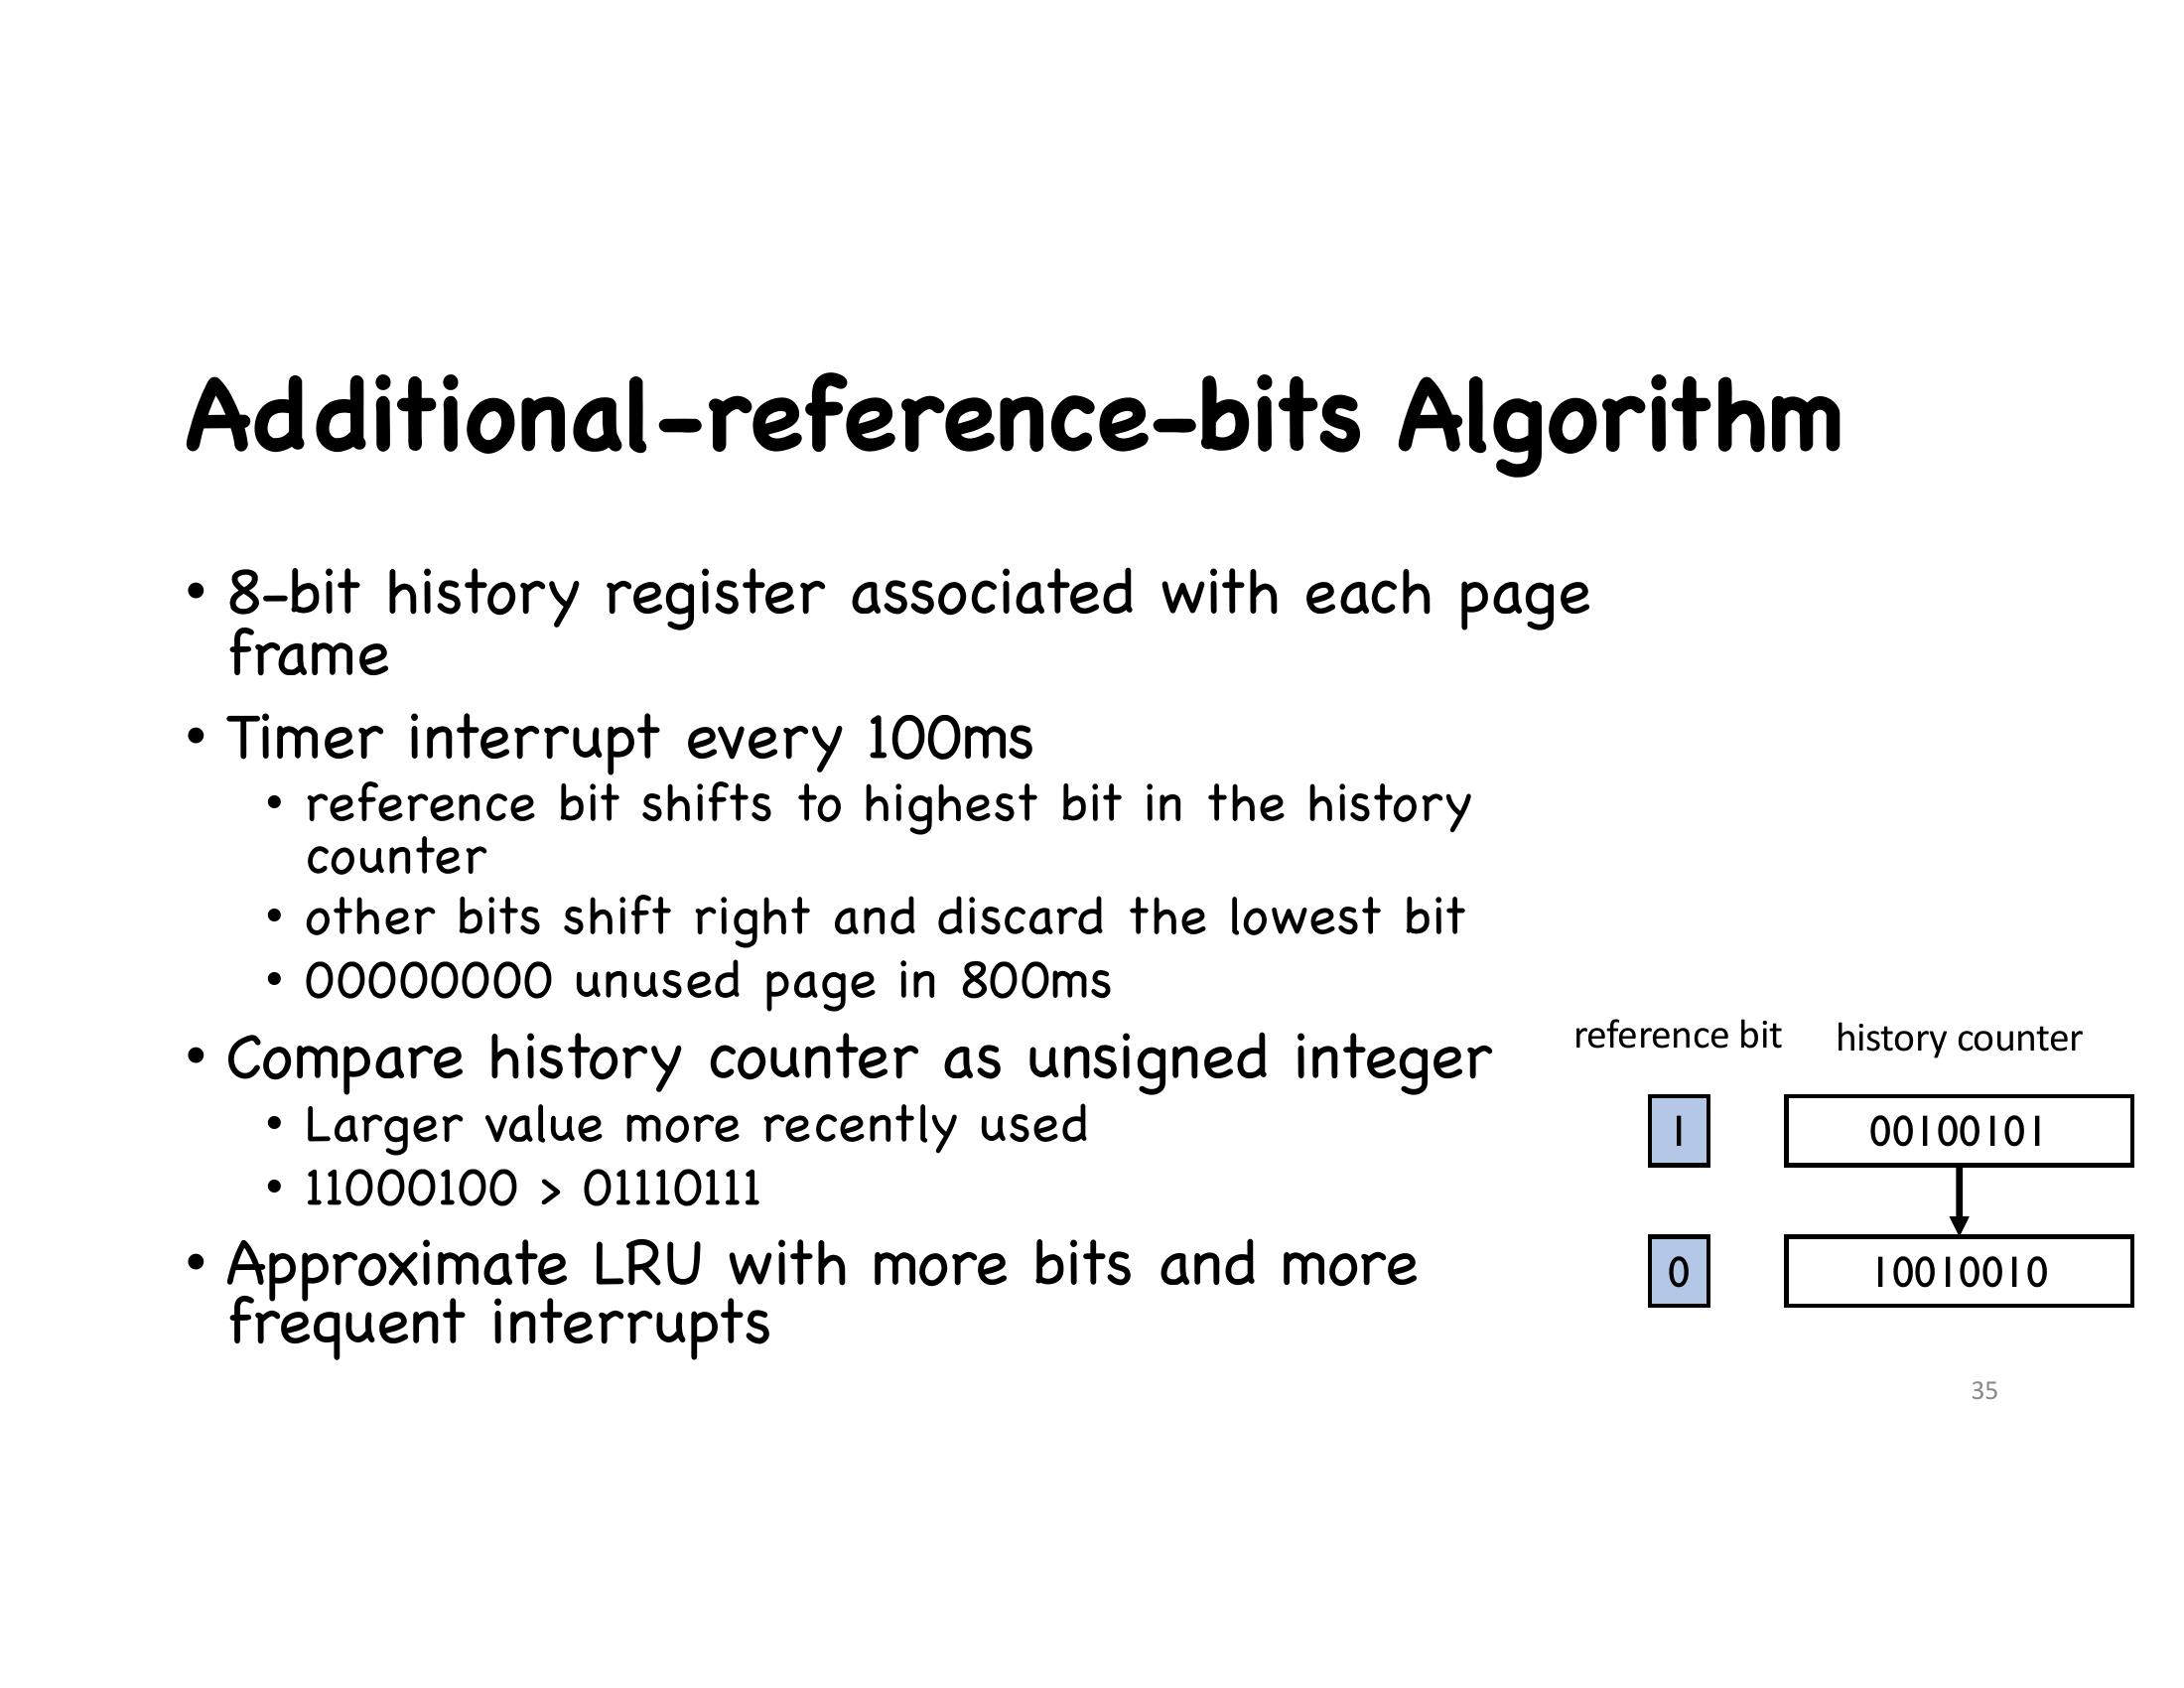 Additional-reference-bits Algorithm
• 8-bit history register associated with each page
frame
• Timer interrupt every 100ms
• reference bit shifts to highest bit in the history
counter
• other bits shift right and discard the lowest bit
• 00000000 unused page in 800ms
• Compare history counter as unsigned integer
• Larger value more recently used
• 11000100 > 01110111
• Approximate LRU with more bits and more
frequent interrupts
reference bit history counter
1 00100101
0 10010010
35